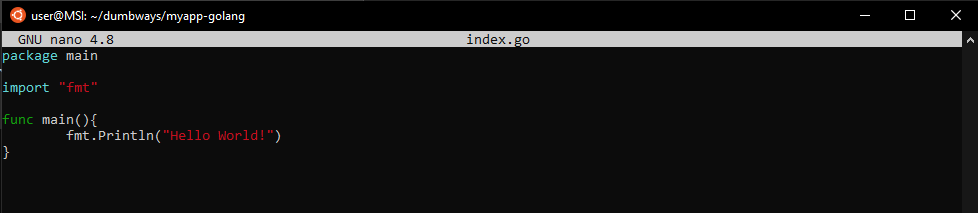 user@MSI: ~/dumbways/myapp-golang
GNU nano 4.8 index.go
package main
import "fmt"
func main(){
fmt.Println("Hello World!")
}